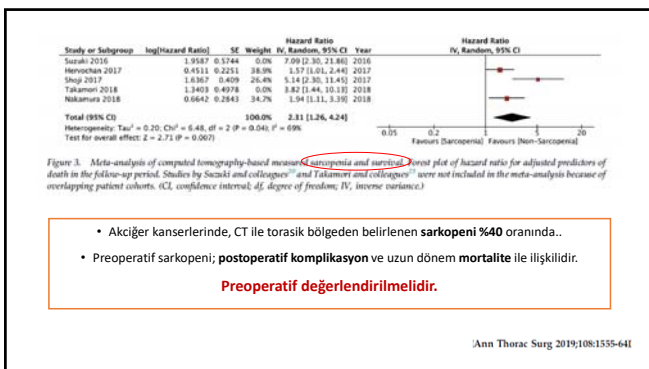 Hazard Ratio Hazard Ratio
Study or Subgroup log[Hazard Ratio] SE Weight IV, Random, 95% CI Year IV, Random, 95% CI
Suzuki 2016 1.9587 0.5744 0.0% 7.09 [2.30, 21.86] 2016
Hervochon 2017 0.4511 0.2251 38.9% 1.57 [1.01, 2.44] 2017
Shoji 2017 1.6367 0.409 26.4% 5.14 [2.30, 11.45] 2017
Takamori 2018 1.3403 0.4978 0.0% 3.82 [1.44, 10.13] 2018
Nakamura 2018 0.6642 0.2843 34.7% 1.94 [1.11, 3.39] 2018
Total (95% CI) 100.0% 2.31 [1.26, 4.24]
Heterogeneity: Tau² = 0.20; Chi² = 6.48, df = 2 (P = 0.04); I² = 69%
Test for overall effect: Z = 2.71 (P = 0.007)
0.05 0.2 1 5 20
Favours [Sarcopenia] Favours [Non-Sarcopenia]
Figure 3. Meta-analysis of computed tomography-based measured sarcopenia and survival. Forest plot of hazard ratio for adjusted predictors of
death in the follow-up period. Studies by Suzuki and colleagues and Takamori and colleagues were not included in the meta-analysis because of
overlapping patient cohorts. (CI, confidence interval; df, degree of freedom; IV, inverse variance.)
• Akciğer kanserlerinde, CT ile torasik bölgeden belirlenen sarkopeni %40 oranında..
• Preoperatif sarkopeni; postoperatif komplikasyon ve uzun dönem mortalite ile ilişkilidir.
Preoperatif değerlendirilmelidir.
Ann Thorac Surg 2019;108:1555-64